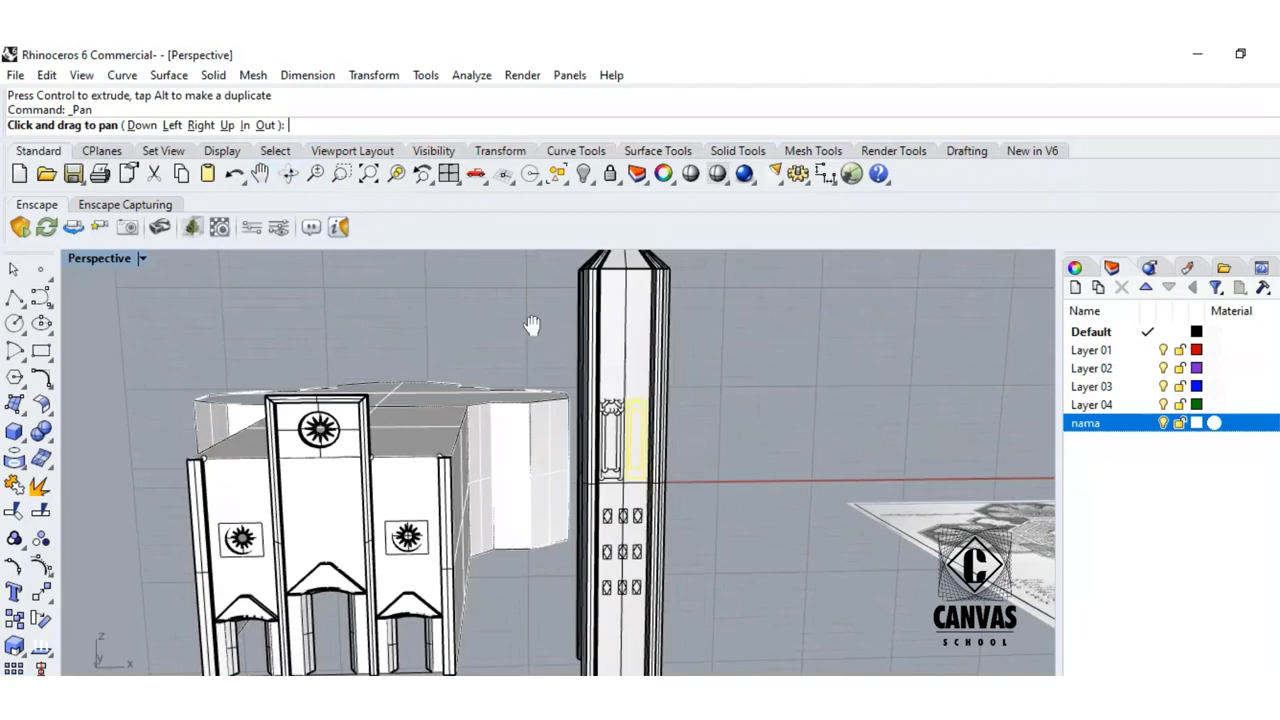 Rhinoceros 6 Commercial- - [Perspective]
File Edit View Curve Surface Solid Mesh Dimension Transform Tools Analyze Render Panels Help
Press Control to extrude, tap Alt to make a duplicate
Command: _Pan
Click and drag to pan ( Down Left Right Up In Out ):
Standard CPlanes Set View Display Select Viewport Layout Visibility Transform Curve Tools Surface Tools Solid Tools Mesh Tools Render Tools Drafting New in V6
Enscape Enscape Capturing
Perspective
Name Material
Default
Layer 01
Layer 02
Layer 03
Layer 04
nama
z
y x
C
CANVAS
SCHOOL